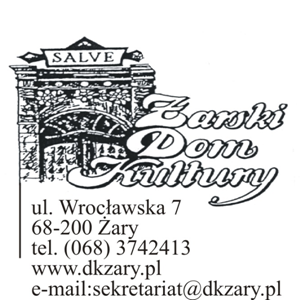 SALVE
Żarski
Dom
Kultury
ul. Wrocławska 7
68-200 Żary
tel. (068) 3742413
www.dkzary.pl
e-mail:sekretariat@dkzary.pl